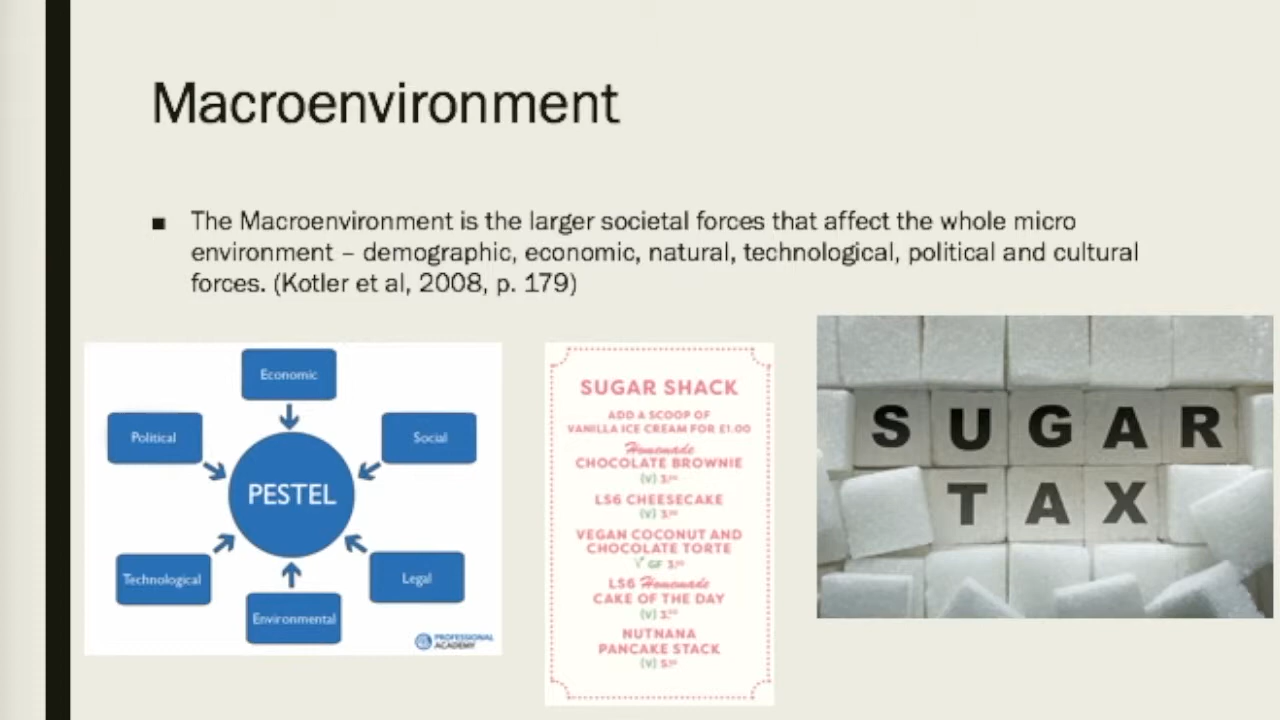 Macroenvironment
■ The Macroenvironment is the larger societal forces that affect the whole micro
environment – demographic, economic, natural, technological, political and cultural
forces. (Kotler et al, 2008, p. 179)
Economic
Political
Social
PESTEL
Technological
Legal
Environmental
PROFESSIONAL
ACADEMY
SUGAR SHACK
ADD A SCOOP OF
VANILLA ICE CREAM FOR £1.00
Homemade
CHOCOLATE BROWNIE
(V)
LS6 CHEESECAKE
(V)
VEGAN COCONUT AND
CHOCOLATE TORTE
GF
LS6 Homemade
CAKE OF THE DAY
(V)
NUTNANA
PANCAKE STACK
(V)
SUGAR
TAX